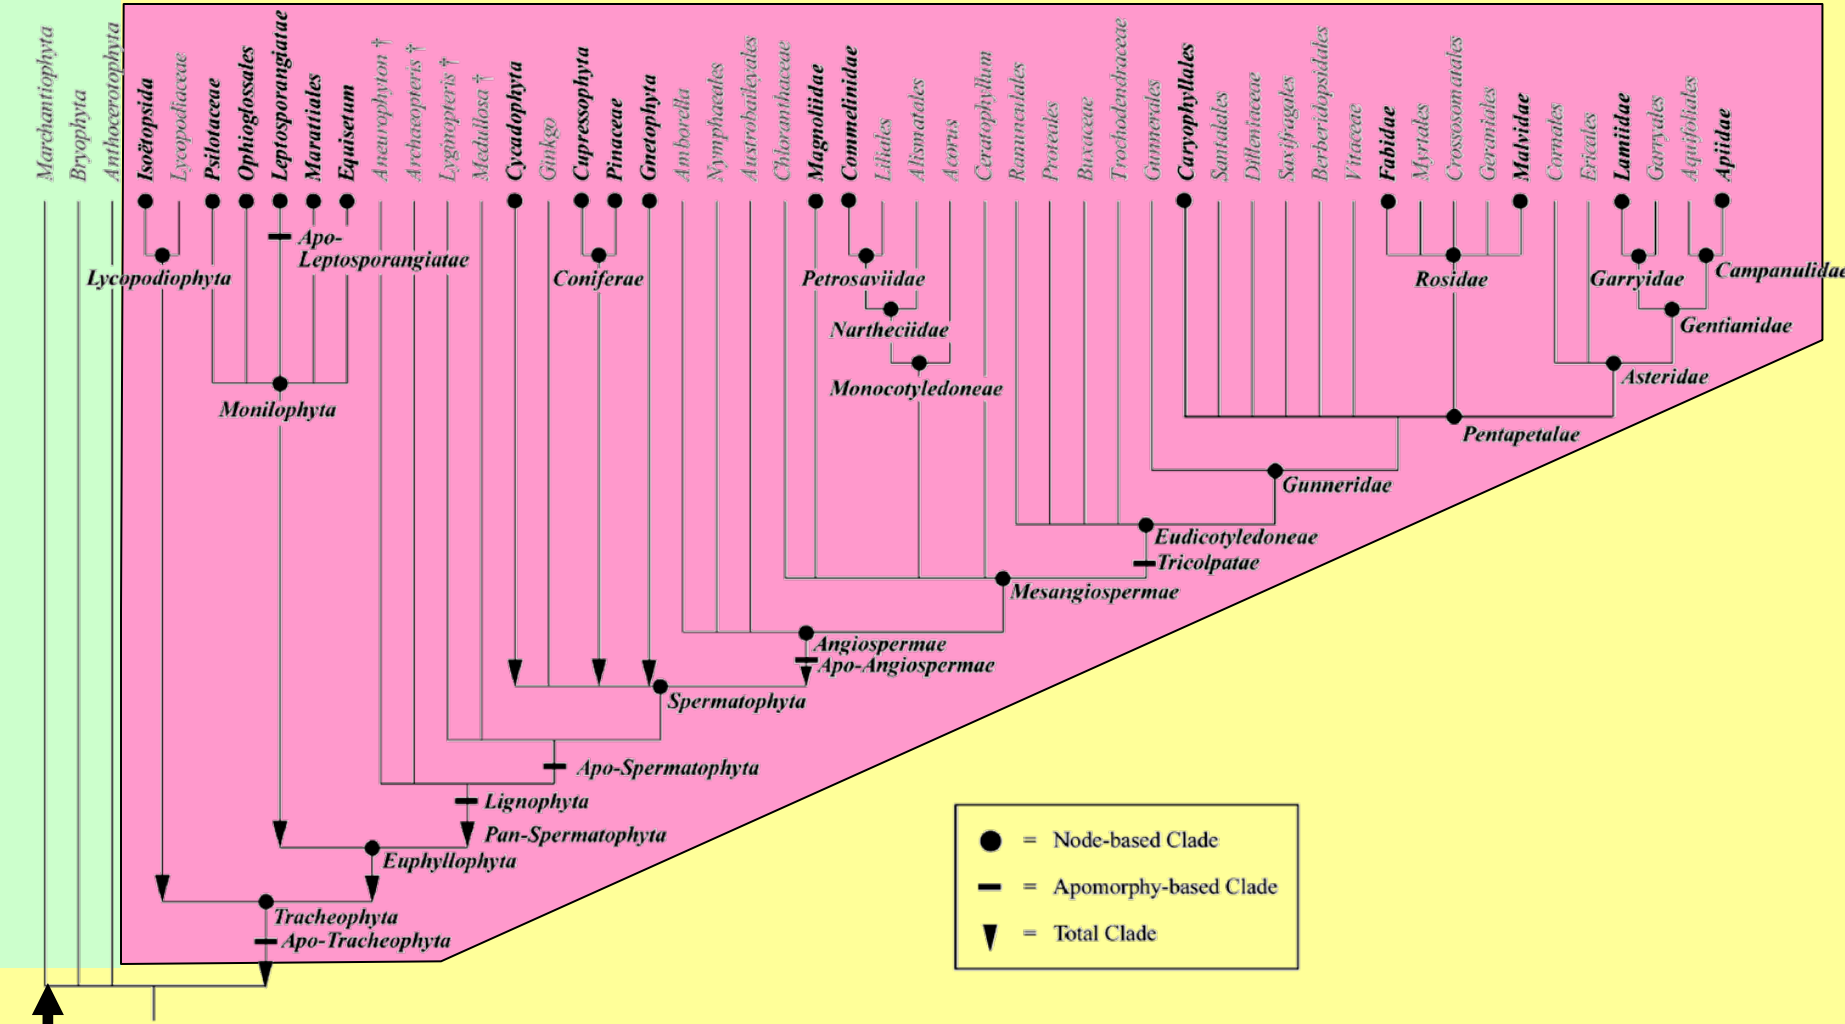 Marchantiophyta
Bryophyta
Anthocerotophyta
Isoëtopsida
Lycopodiaceae
Psilotaceae
Ophioglossales
Leptosporangiatae
Marattiales
Equisetum
Aneurophyton †
Archaeopteris †
Lyginopteris †
Medullosa †
Cycadophyta
Ginkgo
Cupressophyta
Pinaceae
Gnetophyta
Amborella
Nymphaeales
Austrobaileyales
Chloranthaceae
Magnoliidae
Commelinidae
Liliales
Alismatales
Acorus
Ceratophyllum
Ranunculales
Proteales
Buxaceae
Trochodendraceae
Gunnerales
Caryophyllales
Santalales
Dilleniaceae
Saxifragales
Berberidopsidales
Vitaceae
Fabidae
Myrtales
Crossosomatales
Geraniales
Malvidae
Cornales
Ericales
Lamiidae
Garryales
Aquifoliales
Apiidae
Apo-
Leptosporangiatae
Lycopodiophyta
Coniferae
Petrosaviidae
Rosidae
Garryidae
Campanulidae
Nartheciidae
Gentianidae
Monocotyledoneae
Asteridae
Monilophyta
Pentapetalae
Gunneridae
Eudicotyledoneae
Tricolpatae
Mesangiospermae
Angiospermae
Apo-Angiospermae
Spermatophyta
Apo-Spermatophyta
Lignophyta
Pan-Spermatophyta
Euphyllophyta
Tracheophyta
Apo-Tracheophyta
= Node-based Clade
= Apomorphy-based Clade
= Total Clade